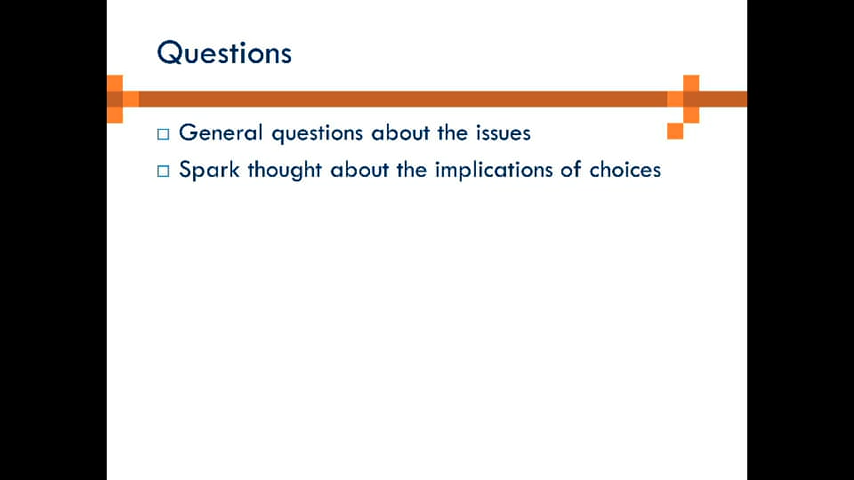 Questions
General questions about the issues
Spark thought about the implications of choices